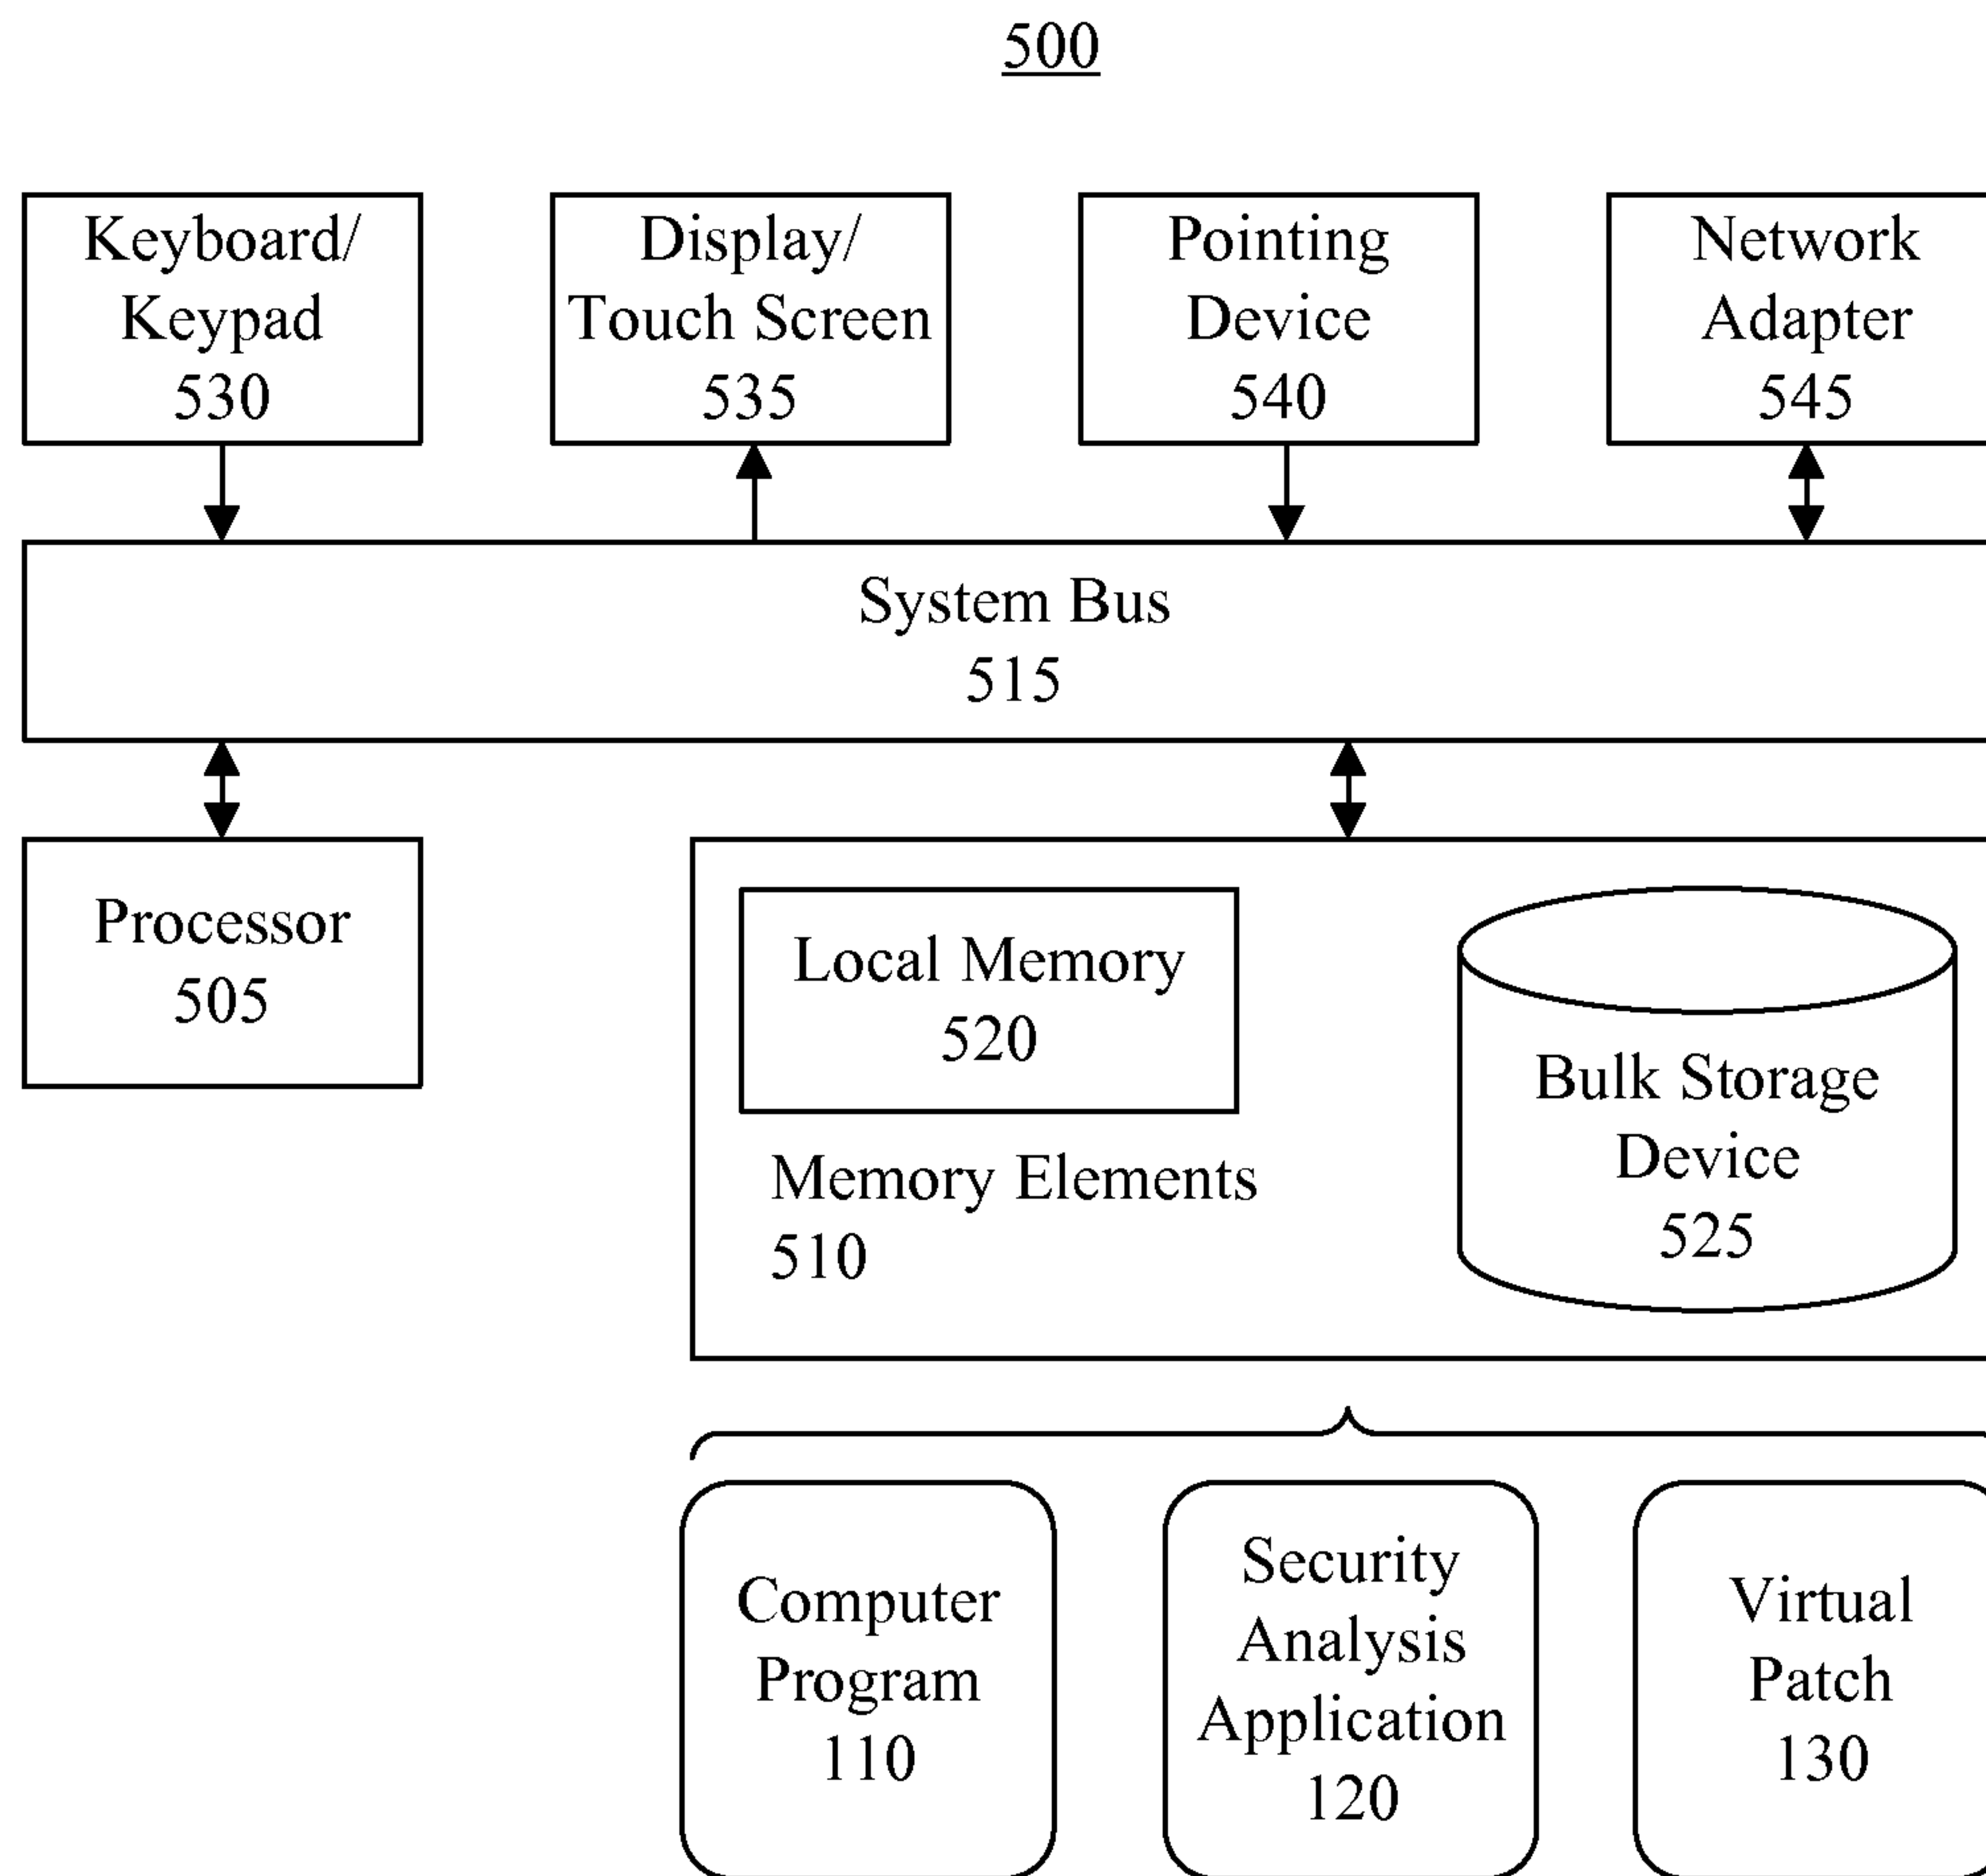 500
Keyboard/
Keypad
530
Display/
Touch Screen
535
Pointing
Device
540
Network
Adapter
545
System Bus
515
Processor
505
Local Memory
520
Memory Elements
510
Bulk Storage
Device
525
Computer
Program
110
Security
Analysis
Application
120
Virtual
Patch
130